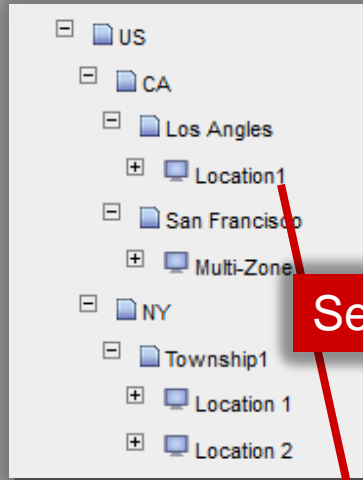 US
CA
Los Angles
Location1
San Francisco
Multi-Zone
Se
NY
Township1
Location 1
Location 2